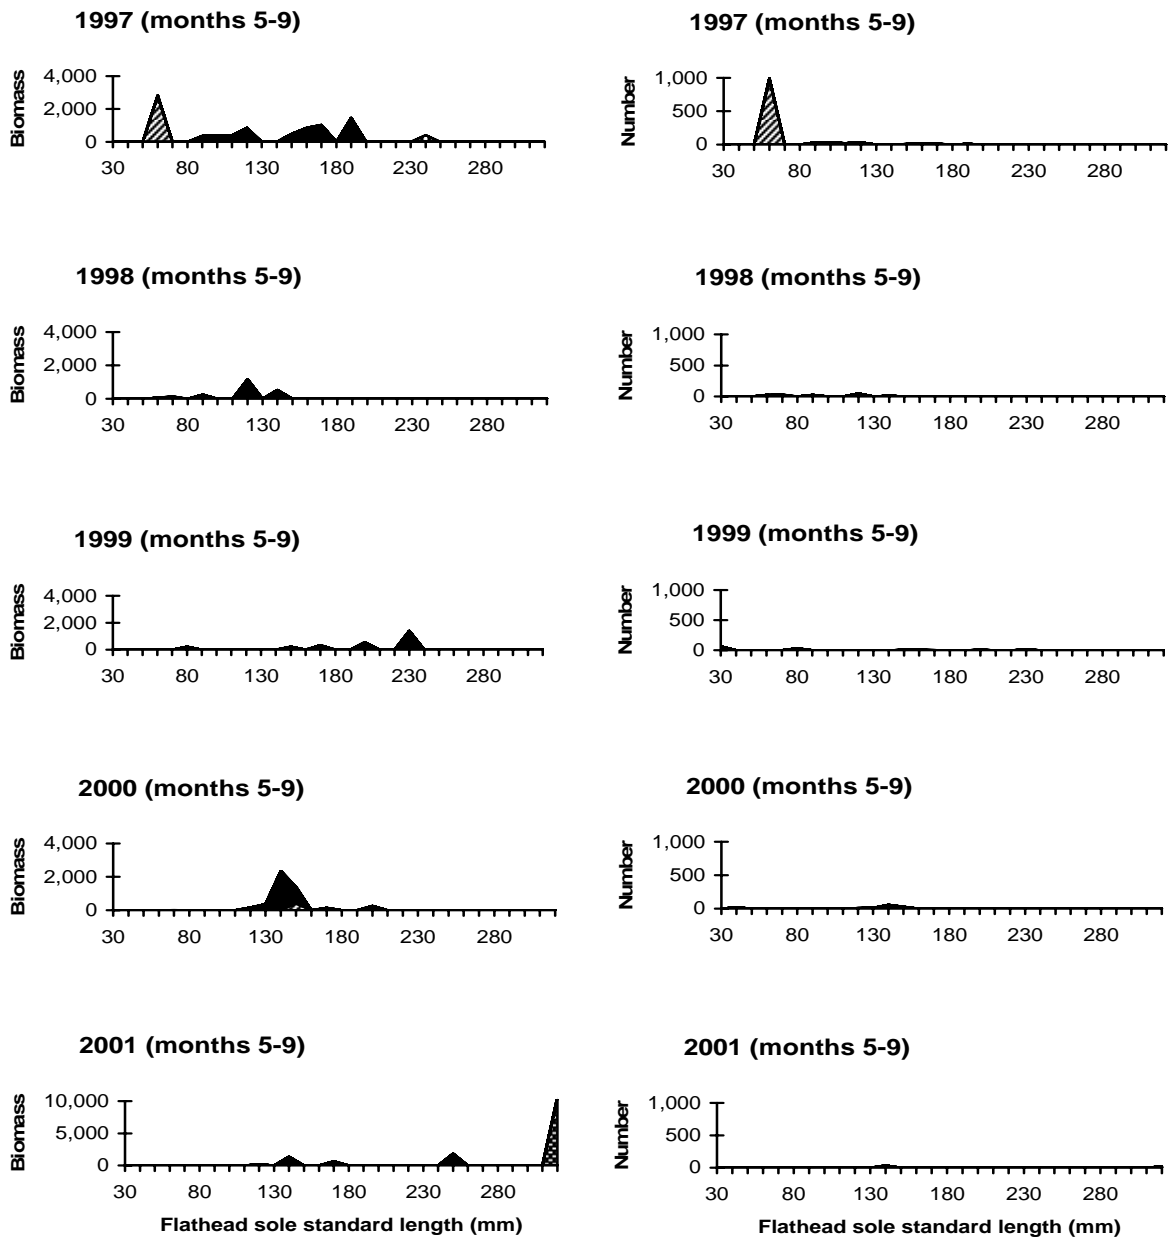 1997 (months 5-9)
1997 (months 5-9)
Biomass
4,000
2,000
0
30 80 130 180 230 280
Number
1,000
500
0
30 80 130 180 230 280
1998 (months 5-9)
1998 (months 5-9)
Biomass
4,000
2,000
0
30 80 130 180 230 280
Number
1,000
500
0
30 80 130 180 230 280
1999 (months 5-9)
1999 (months 5-9)
Biomass
4,000
2,000
0
30 80 130 180 230 280
Number
1,000
500
0
30 80 130 180 230 280
2000 (months 5-9)
2000 (months 5-9)
Biomass
4,000
2,000
0
30 80 130 180 230 280
Number
1,000
500
0
30 80 130 180 230 280
2001 (months 5-9)
2001 (months 5-9)
Biomass
10,000
5,000
0
30 80 130 180 230 280
Flathead sole standard length (mm)
Number
1,000
500
0
30 80 130 180 230 280
Flathead sole standard length (mm)